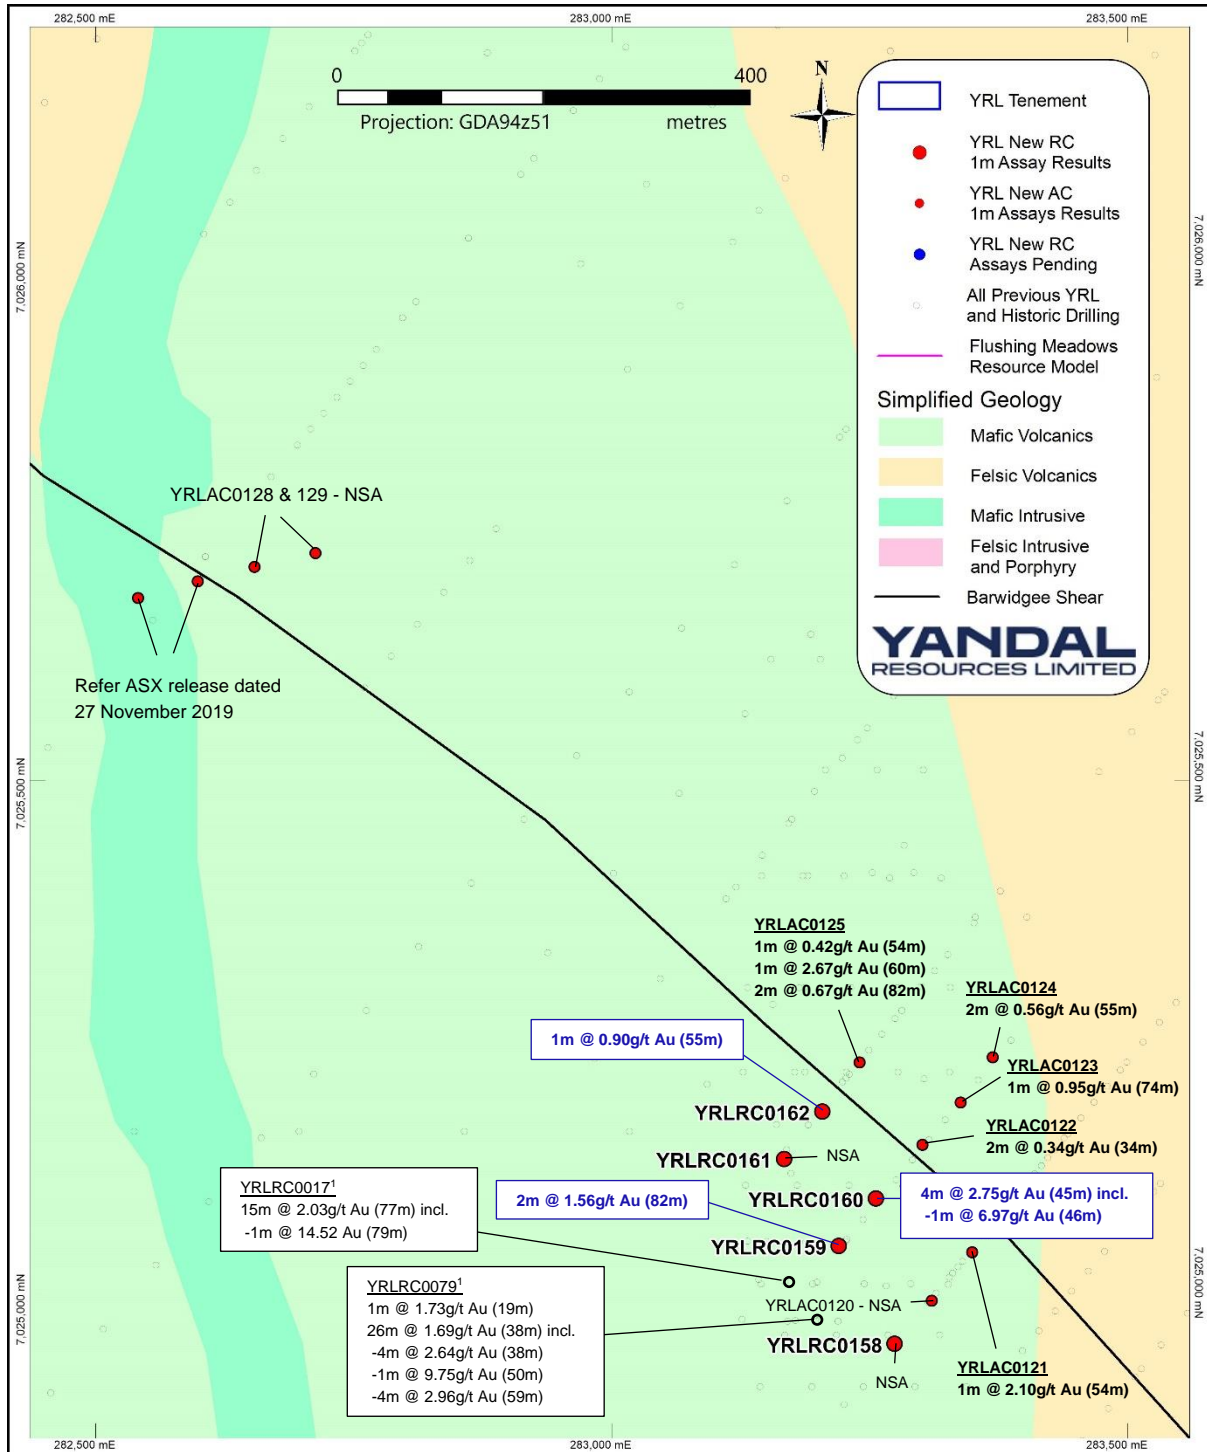 282,500 mE
283,000 mE
283,500 mE
0
400
Projection: GDA94z51
metres
N
YRL Tenement
YRL New RC
1m Assay Results
YRL New AC
1m Assays Results
YRL New RC
Assays Pending
All Previous YRL
and Historic Drilling
Flushing Meadows
Resource Model
Simplified Geology
Mafic Volcanics
Felsic Volcanics
Mafic Intrusive
Felsic Intrusive
and Porphyry
Barwidgee Shear
YANDAL
RESOURCES LIMITED
7,026,000 mN
7,026,000 mN
YRLAC0128 & 129 - NSA
Refer ASX release dated
27 November 2019
7,025,500 mN
7,025,500 mN
YRLAC0125
1m @ 0.42g/t Au (54m)
1m @ 2.67g/t Au (60m)
2m @ 0.67g/t Au (82m)
YRLAC0124
2m @ 0.56g/t Au (55m)
1m @ 0.90g/t Au (55m)
YRLAC0123
1m @ 0.95g/t Au (74m)
YRLRC0162
YRLAC0122
2m @ 0.34g/t Au (34m)
YRLRC0161
NSA
YRLRC0017¹
15m @ 2.03g/t Au (77m) incl.
-1m @ 14.52 Au (79m)
2m @ 1.56g/t Au (82m)
YRLRC0160
4m @ 2.75g/t Au (45m) incl.
-1m @ 6.97g/t Au (46m)
YRLRC0159
YRLRC0079¹
1m @ 1.73g/t Au (19m)
26m @ 1.69g/t Au (38m) incl.
-4m @ 2.64g/t Au (38m)
-1m @ 9.75g/t Au (50m)
-4m @ 2.96g/t Au (59m)
YRLAC0120 - NSA
YRLRC0158
NSA
YRLAC0121
1m @ 2.10g/t Au (54m)
7,025,000 mN
7,025,000 mN
282,500 mE
283,000 mE
283,500 mE